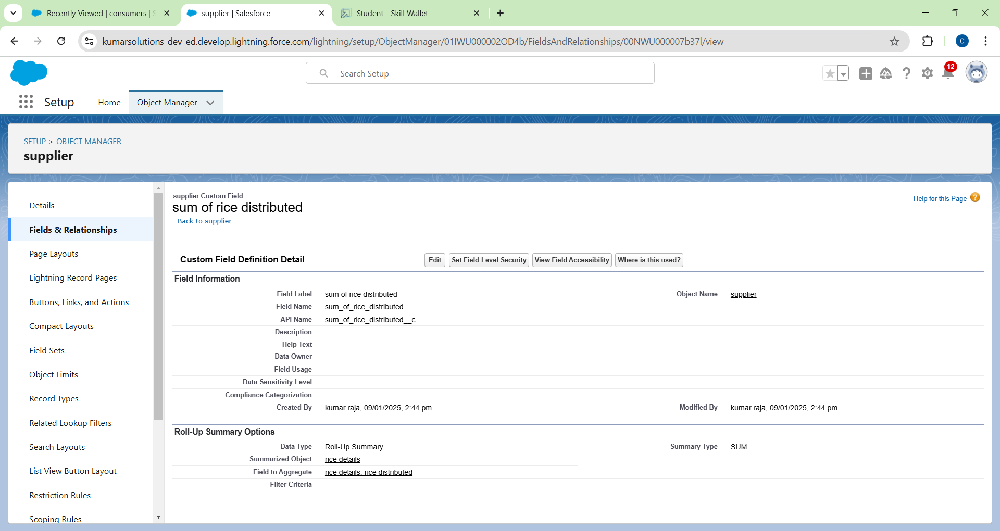 Recently Viewed | consumers | S
supplier | Salesforce
Student - Skill Wallet
kumarsolutions-dev-ed.develop.lightning.force.com/lightning/setup/ObjectManager/01IWU000002OD4b/FieldsAndRelationships/00NWU000007b37l/view
C
Search Setup
12
Setup
Home
Object Manager
SETUP > OBJECT MANAGER
supplier
Details
Fields & Relationships
Page Layouts
Lightning Record Pages
Buttons, Links, and Actions
Compact Layouts
Field Sets
Object Limits
Record Types
Related Lookup Filters
Search Layouts
List View Button Layout
Restriction Rules
Scoping Rules
supplier Custom Field
sum of rice distributed
Back to supplier
Help for this Page ?
Custom Field Definition Detail
Edit
Set Field-Level Security
View Field Accessibility
Where is this used?
Field Information
Field Label sum of rice distributed
Object Name supplier
Field Name sum_of_rice_distributed
API Name sum_of_rice_distributed__c
Description
Help Text
Data Owner
Field Usage
Data Sensitivity Level
Compliance Categorization
Created By kumar raja, 09/01/2025, 2:44 pm
Modified By kumar raja, 09/01/2025, 2:44 pm
Roll-Up Summary Options
Data Type Roll-Up Summary
Summary Type SUM
Summarized Object rice details
Field to Aggregate rice details: rice distributed
Filter Criteria